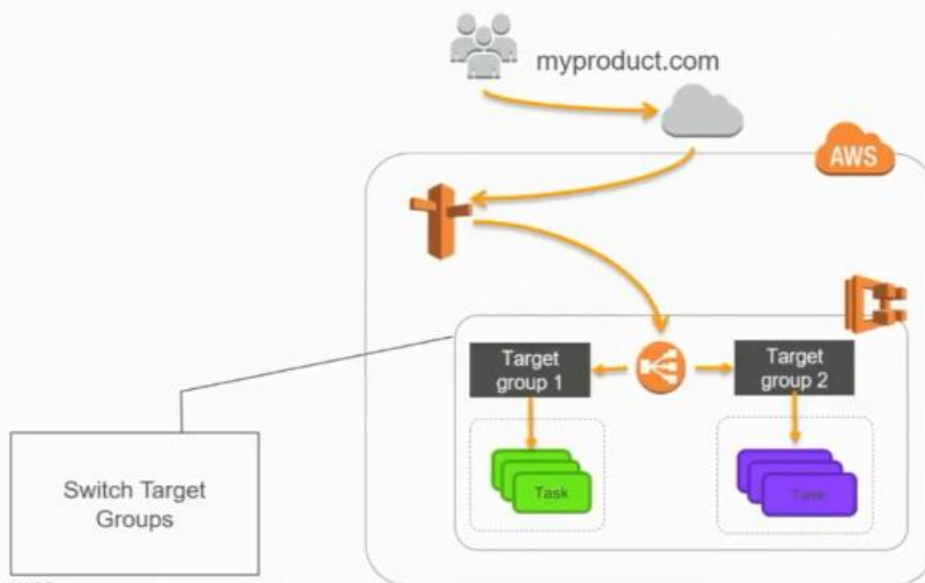 myproduct.com
AWS
Target
group 1
Target
group 2
Task
Task
Switch Target
Groups